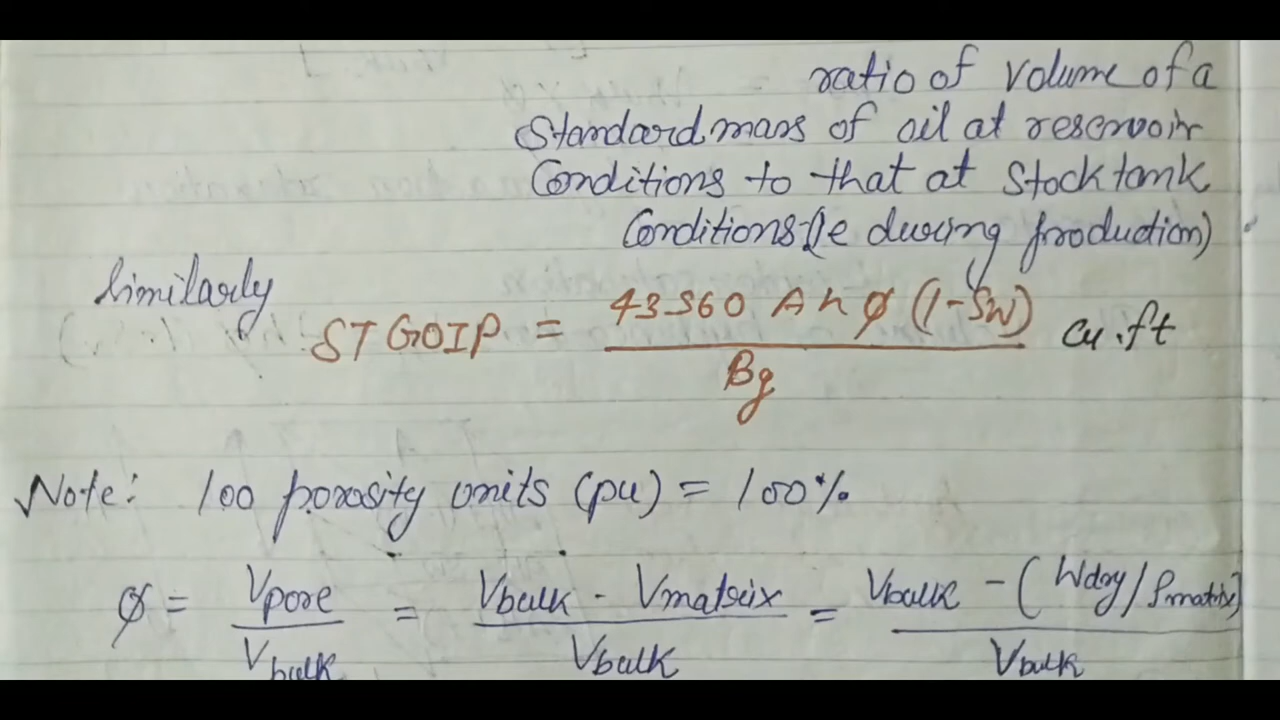 ratio of volume of a
Standard mass of oil at reservoir
Conditions to that at Stock tank
Conditions (Ie during production)
Similarly
STGOIP = 43560 A h φ (1-Sw) / Bg cu.ft
Note: 100 porosity units (pu) = 100%
φ = Vpore / Vbulk = Vbulk - Vmatrix / Vbulk = Vbulk - (Wdry/ρmatrix) / Vbulk